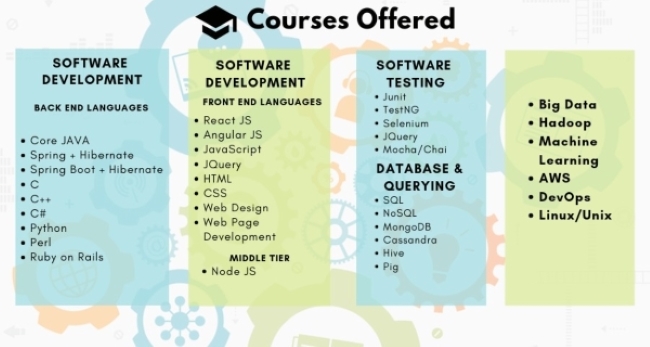 Courses Offered
SOFTWARE
DEVELOPMENT
BACK END LANGUAGES
• Core JAVA
• Spring + Hibernate
• Spring Boot + Hibernate
• C
• C++
• C#
• Python
• Perl
• Ruby on Rails
SOFTWARE
DEVELOPMENT
FRONT END LANGUAGES
• React JS
• Angular JS
• JavaScript
• JQuery
• HTML
• CSS
• Web Design
• Web Page
Development
MIDDLE TIER
• Node JS
SOFTWARE
TESTING
• Junit
• TestNG
• Selenium
• JQuery
• Mocha/Chai
DATABASE &
QUERYING
• SQL
• NoSQL
• MongoDB
• Cassandra
• Hive
• Pig
• Big Data
• Hadoop
• Machine
Learning
• AWS
• DevOps
• Linux/Unix